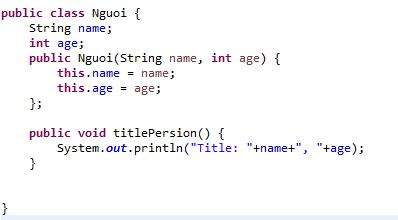 public class Nguoi {
    String name;
    int age;
    public Nguoi(String name, int age) {
        this.name = name;
        this.age = age;
    };
    public void titlePersion() {
        System.out.println("Title: "+name+", "+age);
    }
}